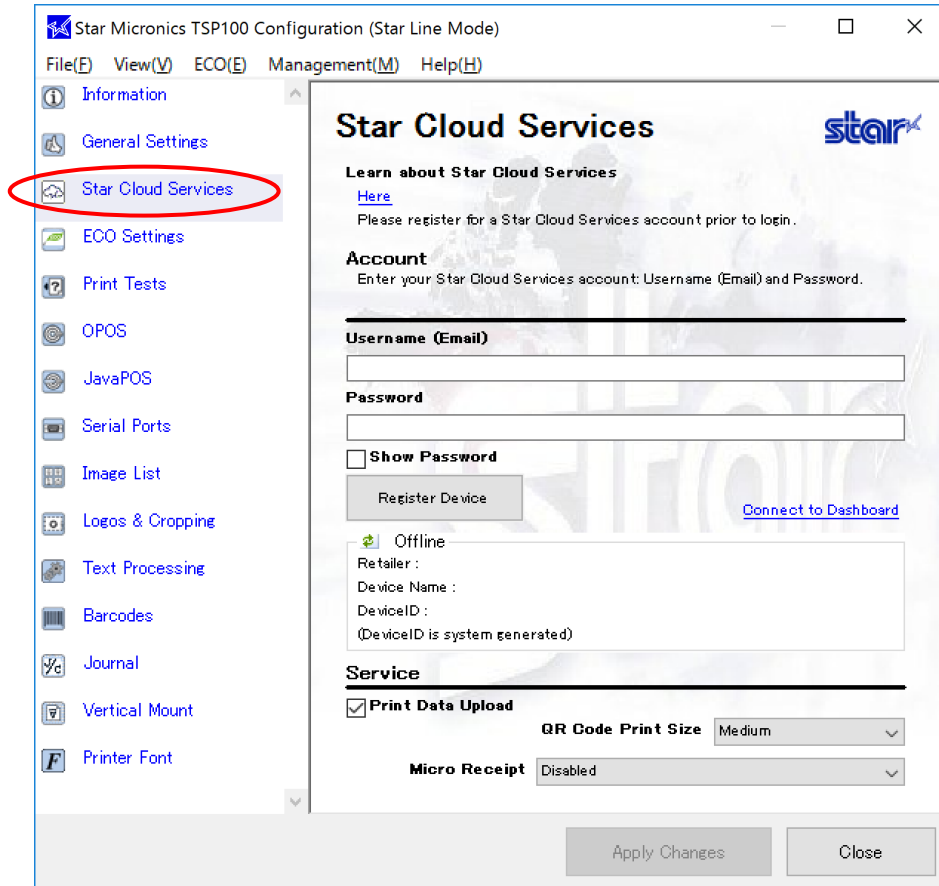 Star Micronics TSP100 Configuration (Star Line Mode)
File(F) View(V) ECO(E) Management(M) Help(H)
Information
General Settings
Star Cloud Services
ECO Settings
Print Tests
OPOS
JavaPOS
Serial Ports
Image List
Logos & Cropping
Text Processing
Barcodes
Journal
Vertical Mount
Printer Font
Star Cloud Services
star
Learn about Star Cloud Services
Here
Please register for a Star Cloud Services account prior to login.
Account
Enter your Star Cloud Services account: Username (Email) and Password.
Username (Email)
Password
Show Password
Register Device
Connect to Dashboard
Offline
Retailer :
Device Name :
DeviceID :
(DeviceID is system generated)
Service
Print Data Upload
QR Code Print Size Medium
Micro Receipt Disabled
Apply Changes Close